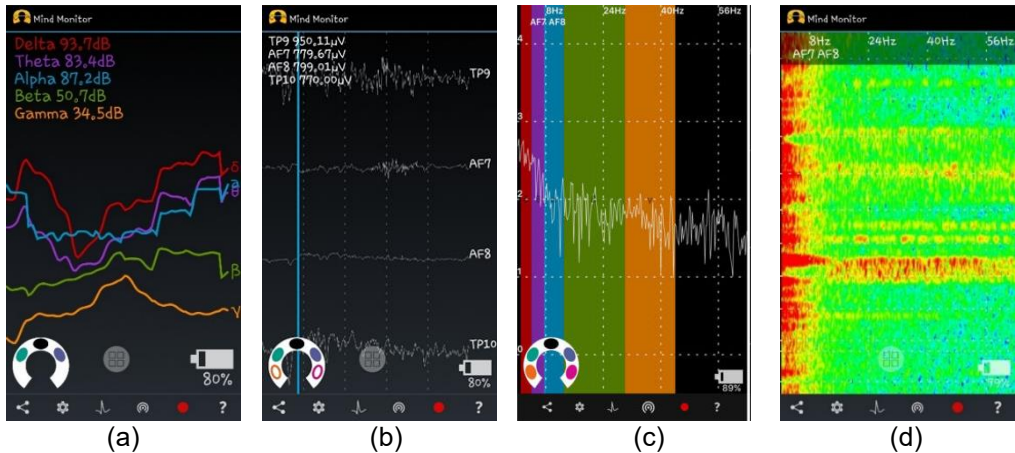 Mind Monitor
Delta 93.7dB
Theta 83.4dB
Alpha 87.2dB
Beta 50.7dB
Gamma 34.5dB
δ
θ
β
γ
80%
?
(a)
Mind Monitor
TP9 950.11µV
AF7 779.67µV
AF8 799.01µV
TP10 770.00µV
TP9
AF7
AF8
TP10
80%
?
(b)
8Hz 24Hz 40Hz 56Hz
AF7 AF8
4
3
2
1
0
89%
?
(c)
Mind Monitor
8Hz 24Hz 40Hz 56Hz
AF7 AF8
?
(d)